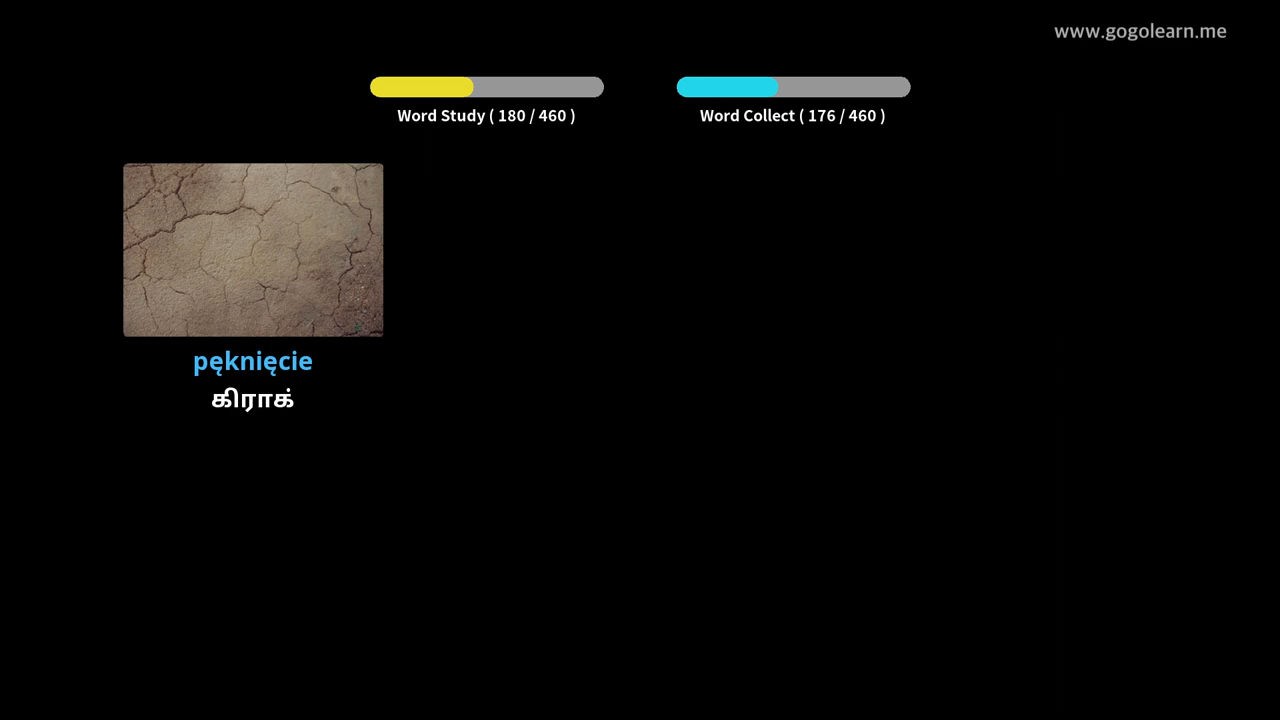 www.gogolearn.me
Word Study ( 180 / 460 )
Word Collect ( 176 / 460 )
pęknięcie
கிராக்